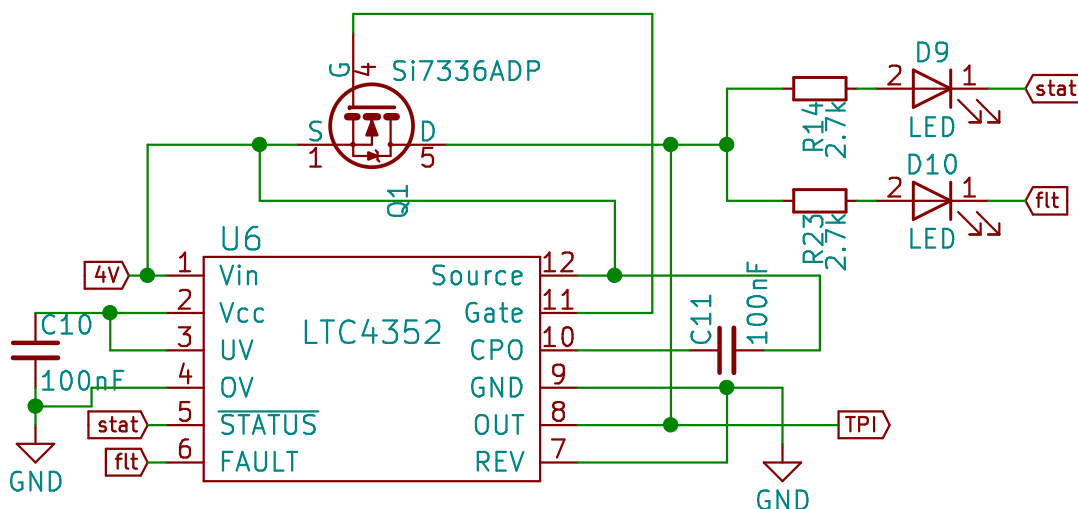 G
4
Si7336ADP
S
1
D
5
Q1
D9
2
1
LED
stat
R14
2.7k
D10
2
1
LED
flt
R23
2.7k
U6
LTC4352
4V
1
Vin
2
Vcc
3
UV
4
OV
stat
5
STATUS
flt
6
FAULT
12
Source
11
Gate
10
CPO
9
GND
8
OUT
7
REV
C10
100nF
GND
C11
100nF
TPI
GND